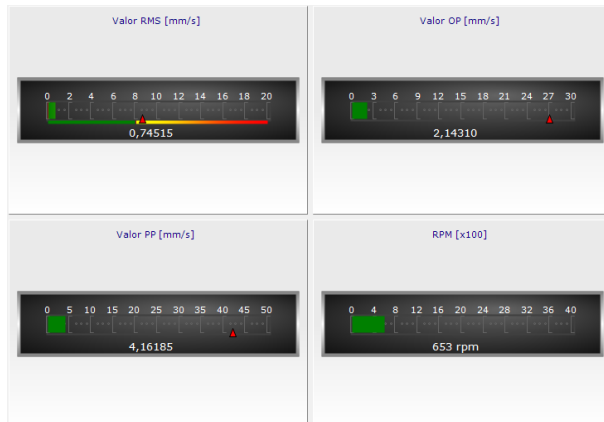 Valor RMS [mm/s]
0 2 4 6 8 10 12 14 16 18 20
0,74515
Valor OP [mm/s]
0 3 6 9 12 15 18 21 24 27 30
2,14310
Valor PP [mm/s]
0 5 10 15 20 25 30 35 40 45 50
4,16185
RPM [x100]
0 4 8 12 16 20 24 28 32 36 40
653 rpm